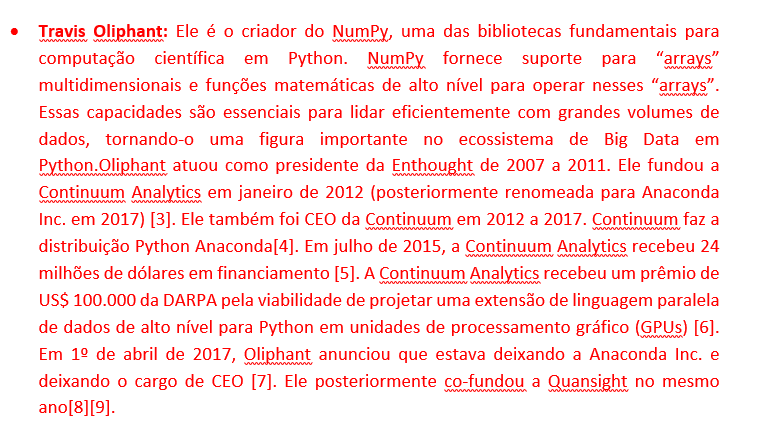 • Travis Oliphant: Ele é o criador do NumPy, uma das bibliotecas fundamentais para
computação científica em Python. NumPy fornece suporte para “arrays”
multidimensionais e funções matemáticas de alto nível para operar nesses “arrays”.
Essas capacidades são essenciais para lidar eficientemente com grandes volumes de
dados, tornando-o uma figura importante no ecossistema de Big Data em
Python.Oliphant atuou como presidente da Enthought de 2007 a 2011. Ele fundou a
Continuum Analytics em janeiro de 2012 (posteriormente renomeada para Anaconda
Inc. em 2017) [3]. Ele também foi CEO da Continuum em 2012 a 2017. Continuum faz a
distribuição Python Anaconda[4]. Em julho de 2015, a Continuum Analytics recebeu 24
milhões de dólares em financiamento [5]. A Continuum Analytics recebeu um prêmio de
US$ 100.000 da DARPA pela viabilidade de projetar uma extensão de linguagem paralela
de dados de alto nível para Python em unidades de processamento gráfico (GPUs) [6].
Em 1º de abril de 2017, Oliphant anunciou que estava deixando a Anaconda Inc. e
deixando o cargo de CEO [7]. Ele posteriormente co-fundou a Quansight no mesmo
ano[8][9].